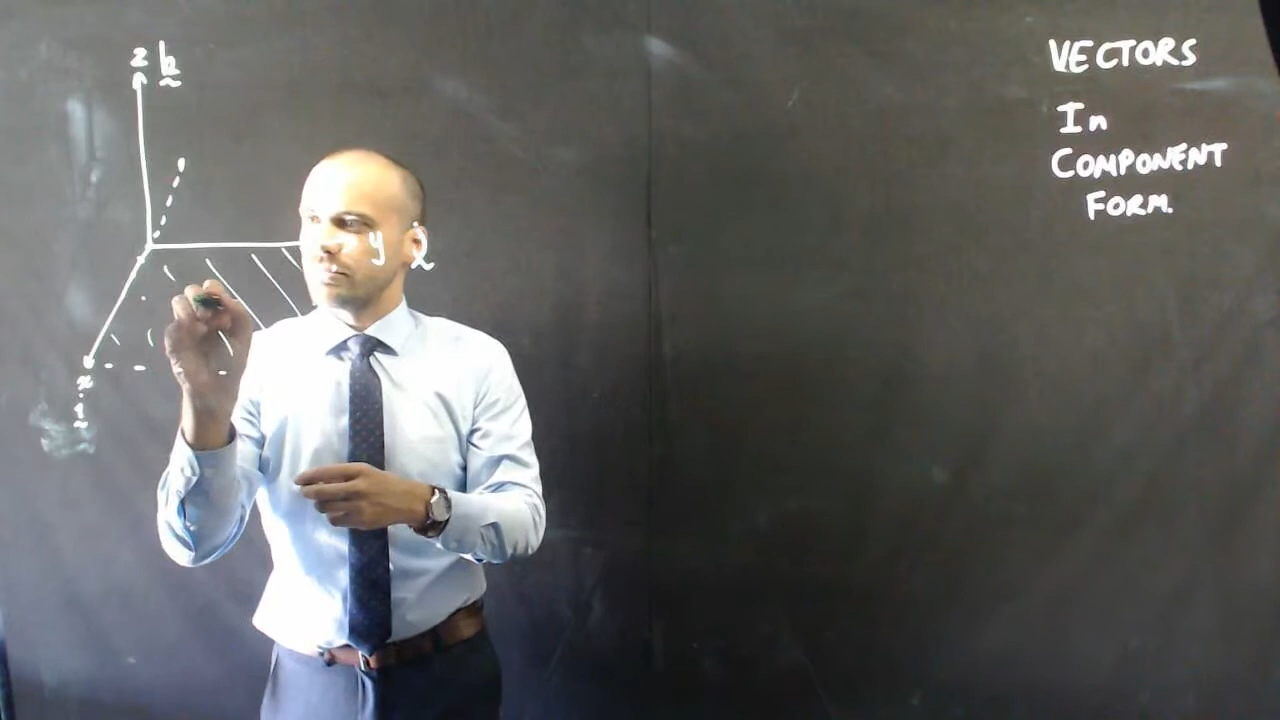 z k
y j
x
i
VECTORS
In
COMPONENT
FORM.